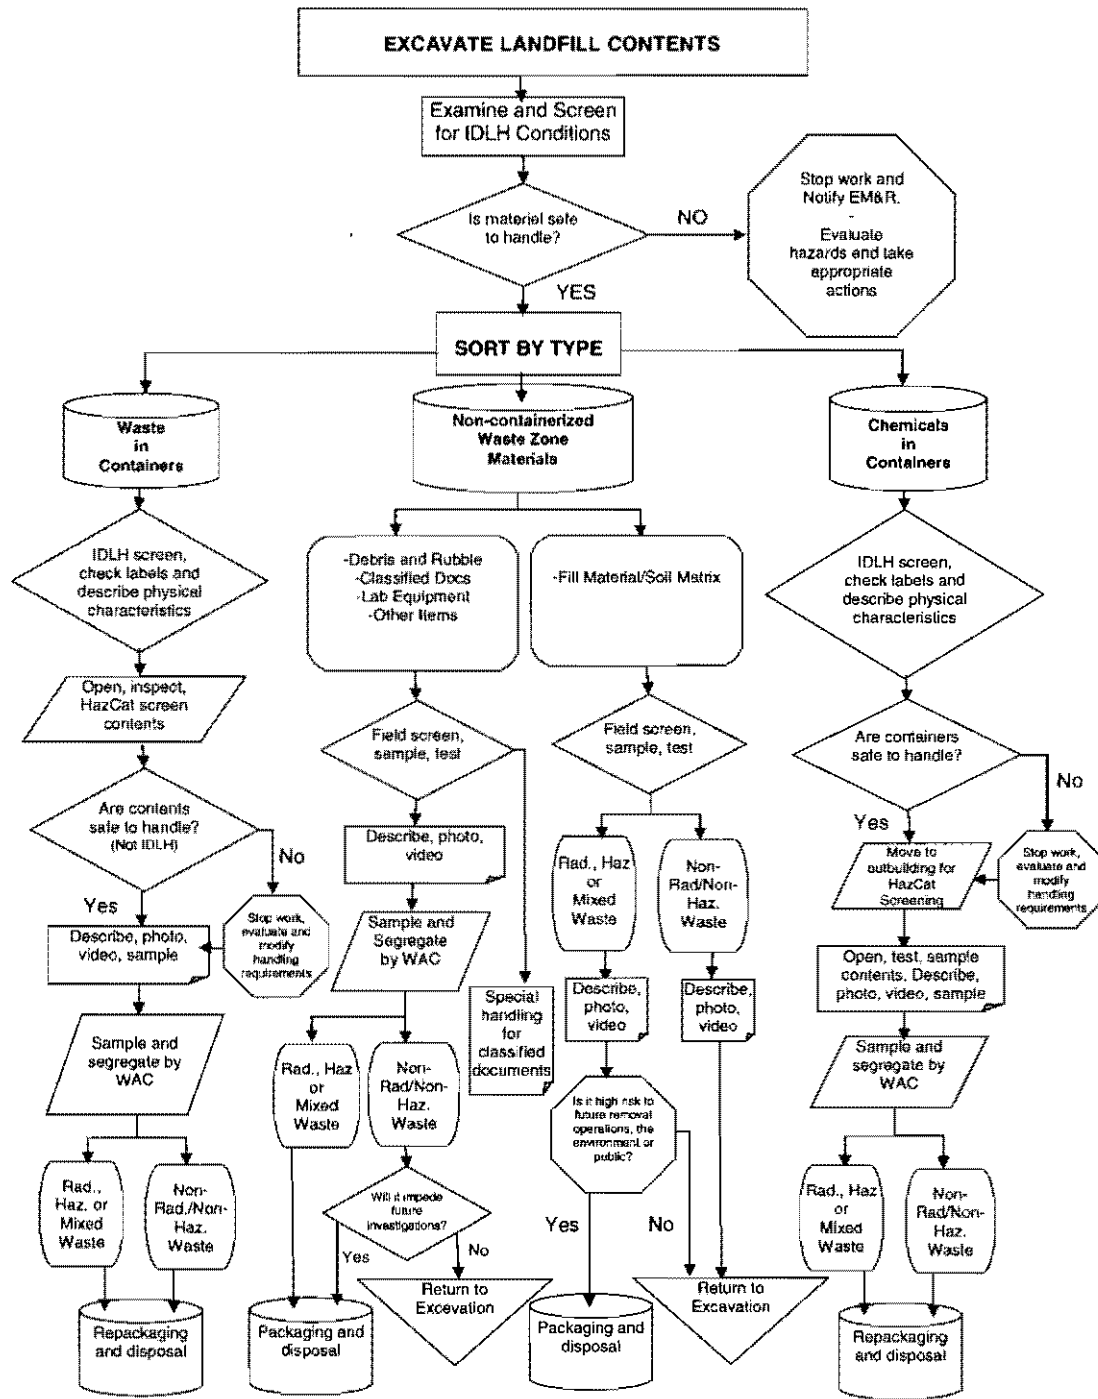 EXCAVATE LANDFILL CONTENTS
Examine and Screen
for IDLH Conditions
Is materiel sefe
to handle?
NO
Stop work and
Notify EM&R.
-
Evaluate
hazards end take
appropriate
actions
YES
SORT BY TYPE
Waste
in
Containers
Non-containerized
Waste Zone
Materials
Chemicals
in
Containers
IDLH screen,
check labels and
describe physical
characteristics
-Debris and Rubble
-Classified Docs
-Lab Equipment
-Other Items
-Fill Material/Soil Matrix
IDLH screen,
check labels and
describe physical
characteristics
Open, inspect,
HazCat screen
contents
Field screen,
sample, test
Field screen,
sample, test
Are containers
safe to handle?
No
Are contents
safe to handle?
(Not IDLH)
No
Yes
Describe, photo,
video
Rad., Haz
or
Mixed
Waste
Non-
Rad/Non-
Haz.
Waste
Yes
Move to
outbuilding for
HazCat
Screening
Stop work,
evaluate and
modify
handling
requirements
Describe, photo,
video, sample
Stop work,
evaluate and
modify
handling
requirements
Sample and
Segregate
by WAC
Special
handling
for
classified
documents
Describe,
photo,
video
Describe,
photo,
video
Open, test, sample
contents, Describe,
photo, video, sample
Sample and
segregate by
WAC
Rad., Haz
or
Mixed
Waste
Non-
Rad/Non-
Haz.
Waste
Is it high risk to
future removal
operations, the
environment or
public?
Sample and
segregate by
WAC
Rad.,
Haz. or
Mixed
Waste
Non-
Rad./Non-
Haz.
Waste
Will it impede
future
investigations?
Yes
No
Yes
No
Rad., Haz
or
Mixed
Waste
Non-
Rad/Non-
Haz.
Waste
Repackaging
and disposal
Packaging and
disposal
Return to
Excevation
Packaging and
disposal
Return to
Excavation
Repackaging
and disposal